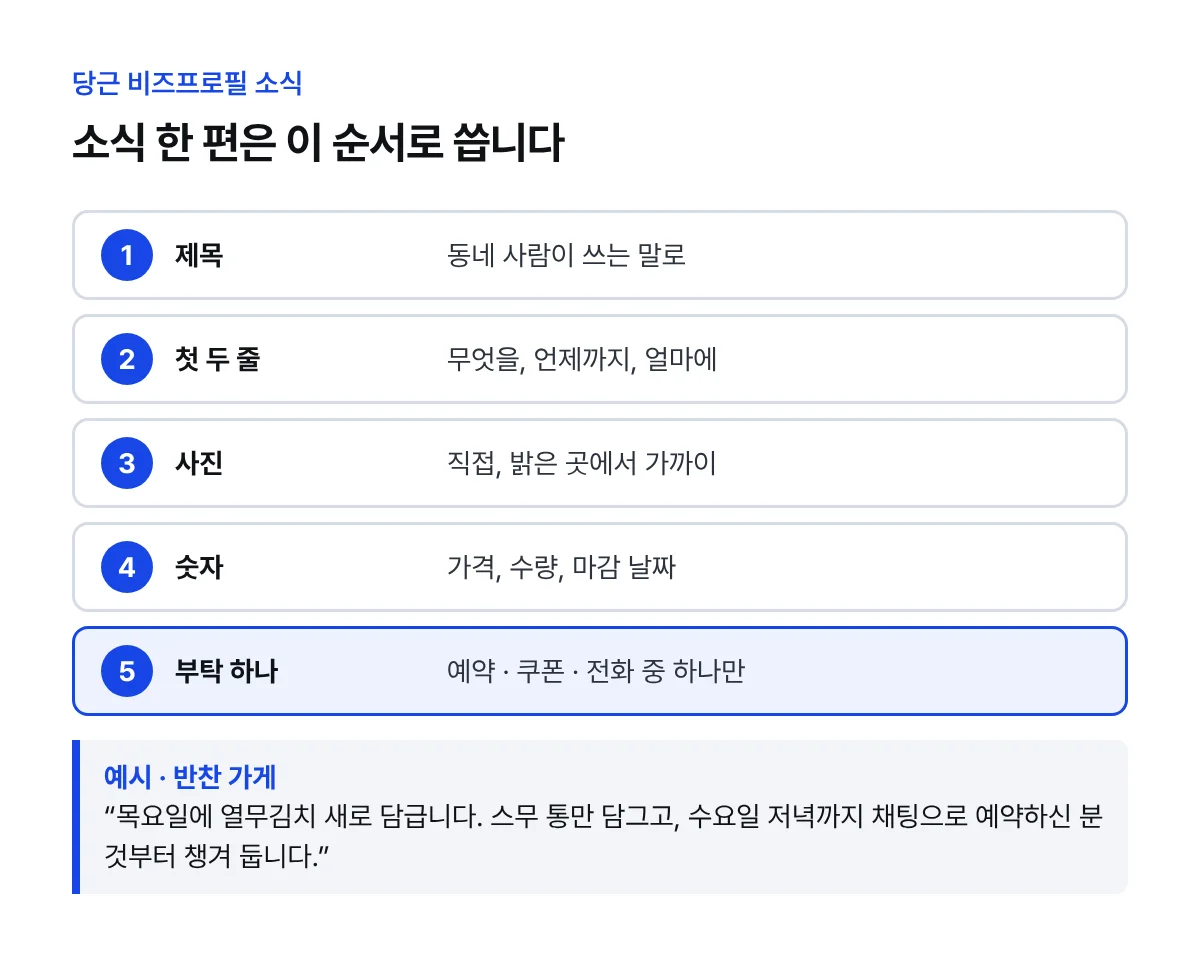 당근 비즈프로필 소식
소식 한 편은 이 순서로 씁니다
1 제목 동네 사람이 쓰는 말로
2 첫 두 줄 무엇을, 언제까지, 얼마에
3 사진 직접, 밝은 곳에서 가까이
4 숫자 가격, 수량, 마감 날짜
5 부탁 하나 예약 · 쿠폰 · 전화 중 하나만
예시 · 반찬 가게
“목요일에 열무김치 새로 담급니다. 스무 통만 담그고, 수요일 저녁까지 채팅으로 예약하신 분
것부터 챙겨 둡니다.”